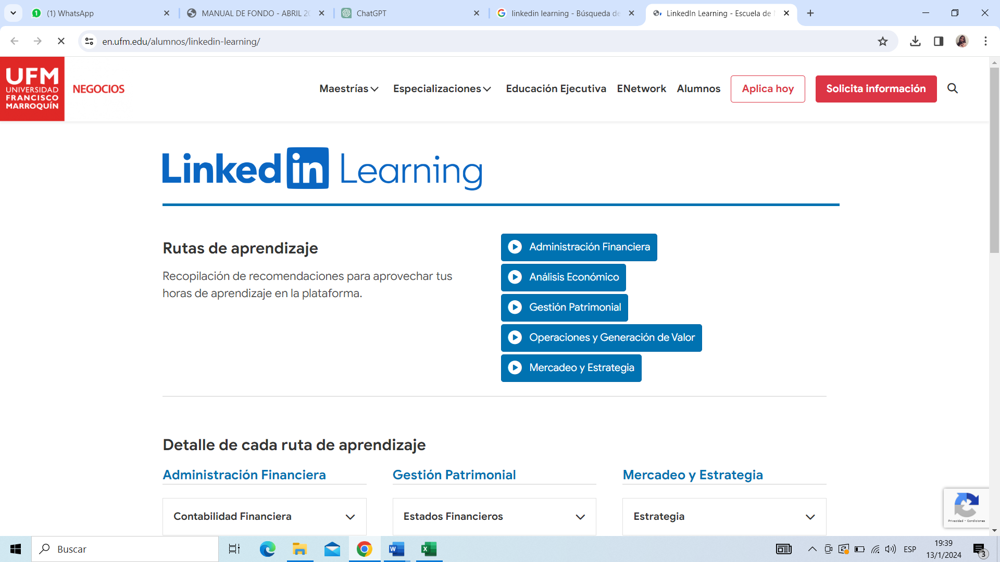 (1) WhatsApp
MANUAL DE FONDO - ABRIL 20
ChatGPT
linkedin learning - Búsqueda de
LinkedIn Learning - Escuela de
en.ufm.edu/alumnos/linkedin-learning/
UFM
UNIVERSIDAD
FRANCISCO
MARROQUÍN
NEGOCIOS
Maestrías
Especializaciones
Educación Ejecutiva
ENetwork
Alumnos
Aplica hoy
Solicita información
Linked in Learning
Rutas de aprendizaje
Recopilación de recomendaciones para aprovechar tus
horas de aprendizaje en la plataforma.
Administración Financiera
Análisis Económico
Gestión Patrimonial
Operaciones y Generación de Valor
Mercadeo y Estrategia
Detalle de cada ruta de aprendizaje
Administración Financiera
Gestión Patrimonial
Mercadeo y Estrategia
Contabilidad Financiera
Estados Financieros
Estrategia
Privacidad - Condiciones
Buscar
ESP
19:39
13/1/2024
3